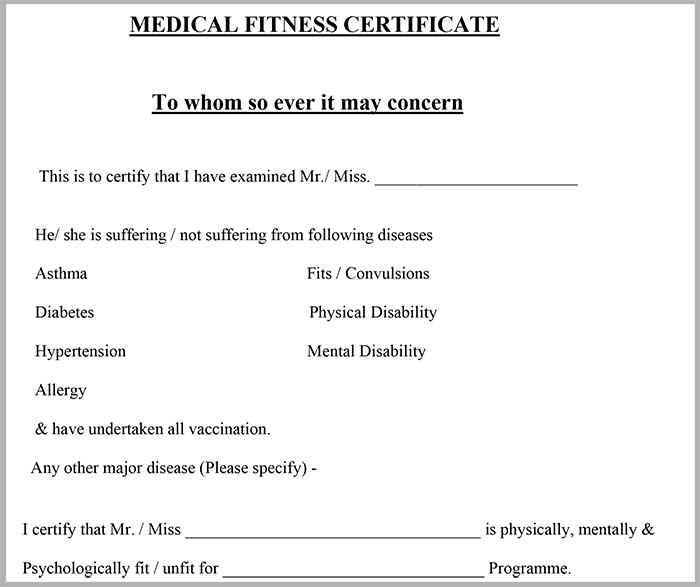 MEDICAL FITNESS CERTIFICATE
To whom so ever it may concern
This is to certify that I have examined Mr./ Miss. ________________________
He/ she is suffering / not suffering from following diseases
Asthma Fits / Convulsions
Diabetes Physical Disability
Hypertension Mental Disability
Allergy
& have undertaken all vaccination.
Any other major disease (Please specify) -
I certify that Mr. / Miss ___________________________________ is physically, mentally &
Psychologically fit / unfit for _______________________________ Programme.